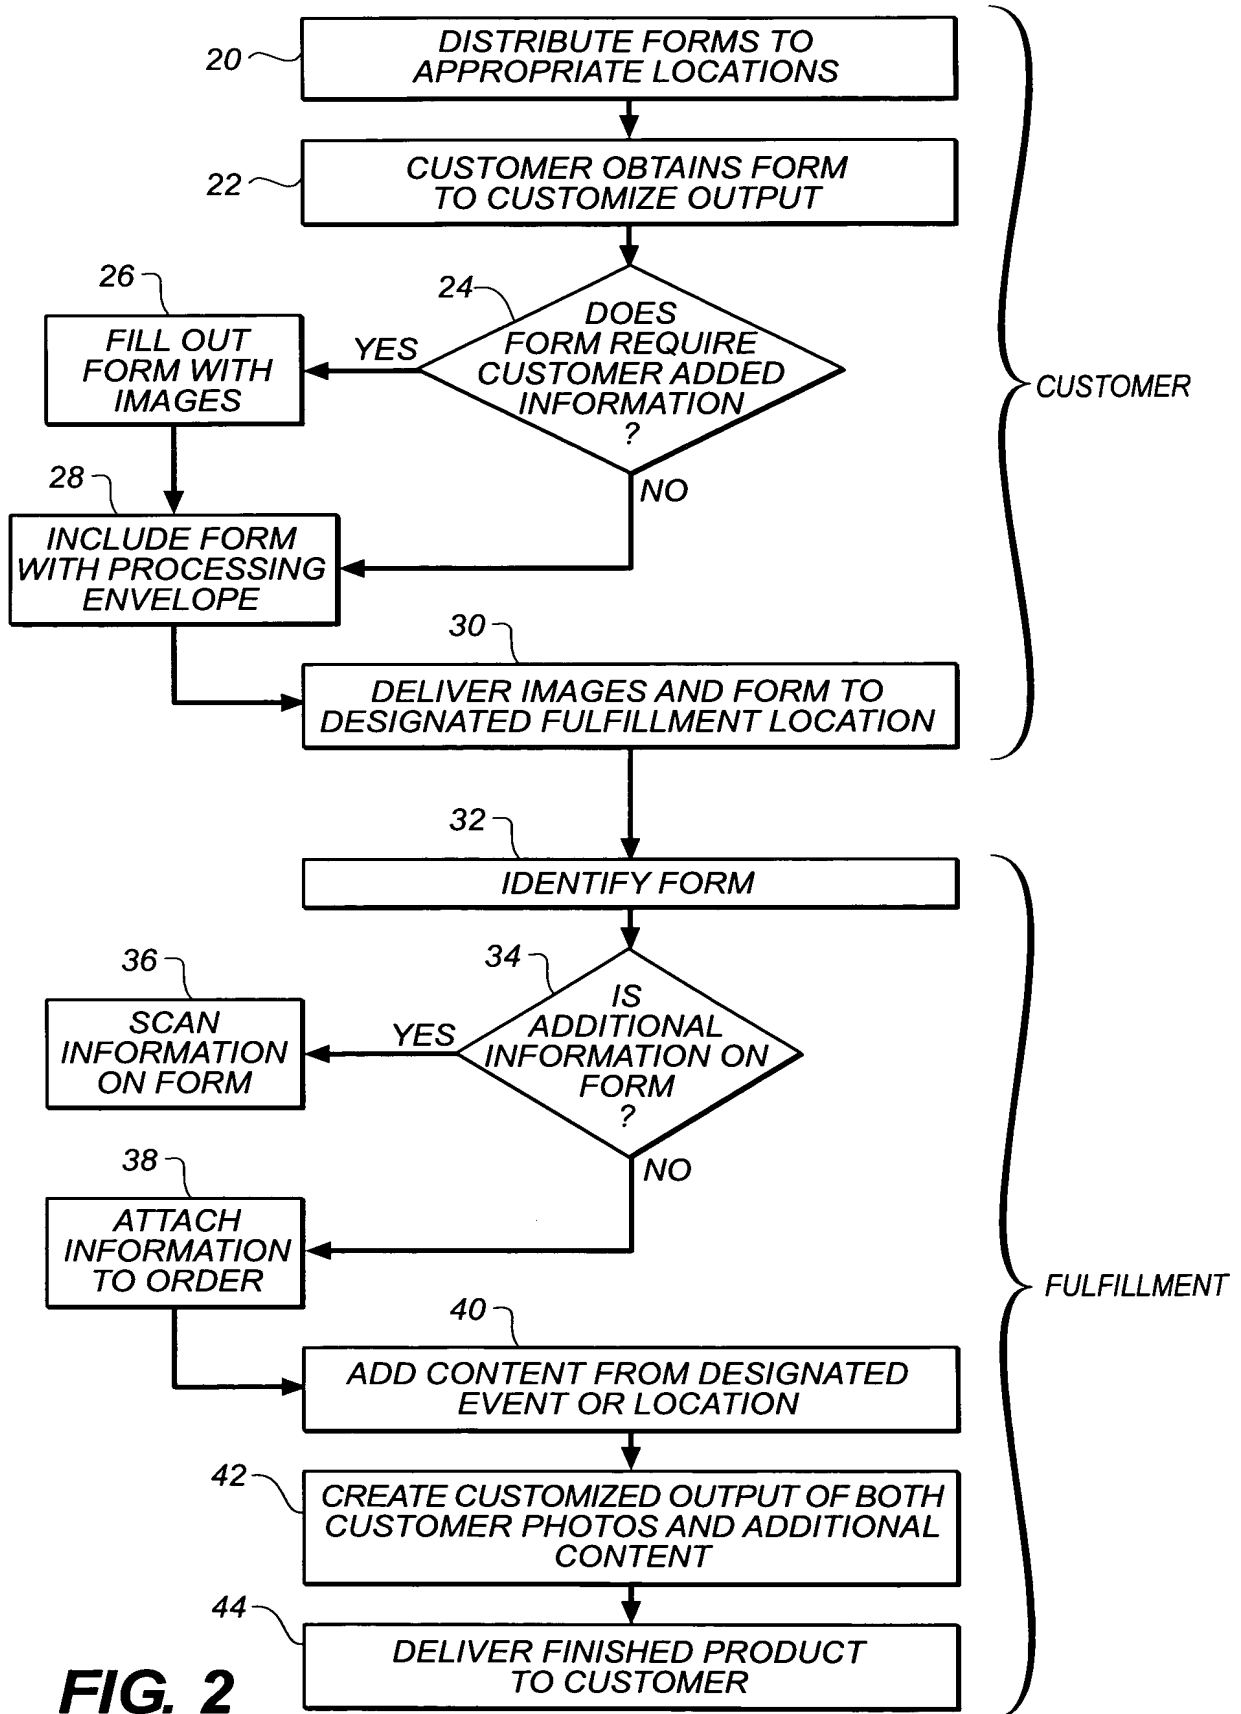 20
DISTRIBUTE FORMS TO
APPROPRIATE LOCATIONS
22
CUSTOMER OBTAINS FORM
TO CUSTOMIZE OUTPUT
24
DOES
FORM REQUIRE
CUSTOMER ADDED
INFORMATION
?
YES
NO
26
FILL OUT
FORM WITH
IMAGES
28
INCLUDE FORM
WITH PROCESSING
ENVELOPE
30
DELIVER IMAGES AND FORM TO
DESIGNATED FULFILLMENT LOCATION
CUSTOMER
32
IDENTIFY FORM
34
IS
ADDITIONAL
INFORMATION ON
FORM
?
YES
NO
36
SCAN
INFORMATION
ON FORM
38
ATTACH
INFORMATION
TO ORDER
40
ADD CONTENT FROM DESIGNATED
EVENT OR LOCATION
42
CREATE CUSTOMIZED OUTPUT OF BOTH
CUSTOMER PHOTOS AND ADDITIONAL
CONTENT
44
DELIVER FINISHED PRODUCT
TO CUSTOMER
FULFILLMENT
FIG. 2